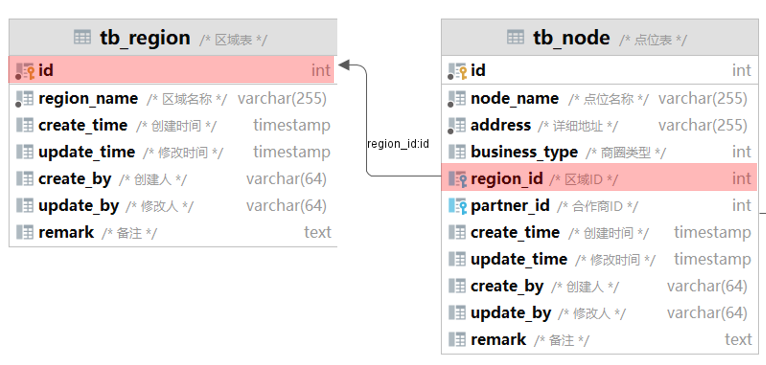 tb_region /* 区域表 */
id int
region_name /* 区域名称 */ varchar(255)
create_time /* 创建时间 */ timestamp
update_time /* 修改时间 */ timestamp
create_by /* 创建人 */ varchar(64)
update_by /* 修改人 */ varchar(64)
remark /* 备注 */ text
region_id:id
tb_node /* 点位表 */
id int
node_name /* 点位名称 */ varchar(255)
address /* 详细地址 */ varchar(255)
business_type /* 商圈类型 */ int
region_id /* 区域ID */ int
partner_id /* 合作商ID */ int
create_time /* 创建时间 */ timestamp
update_time /* 修改时间 */ timestamp
create_by /* 创建人 */ varchar(64)
update_by /* 修改人 */ varchar(64)
remark /* 备注 */ text